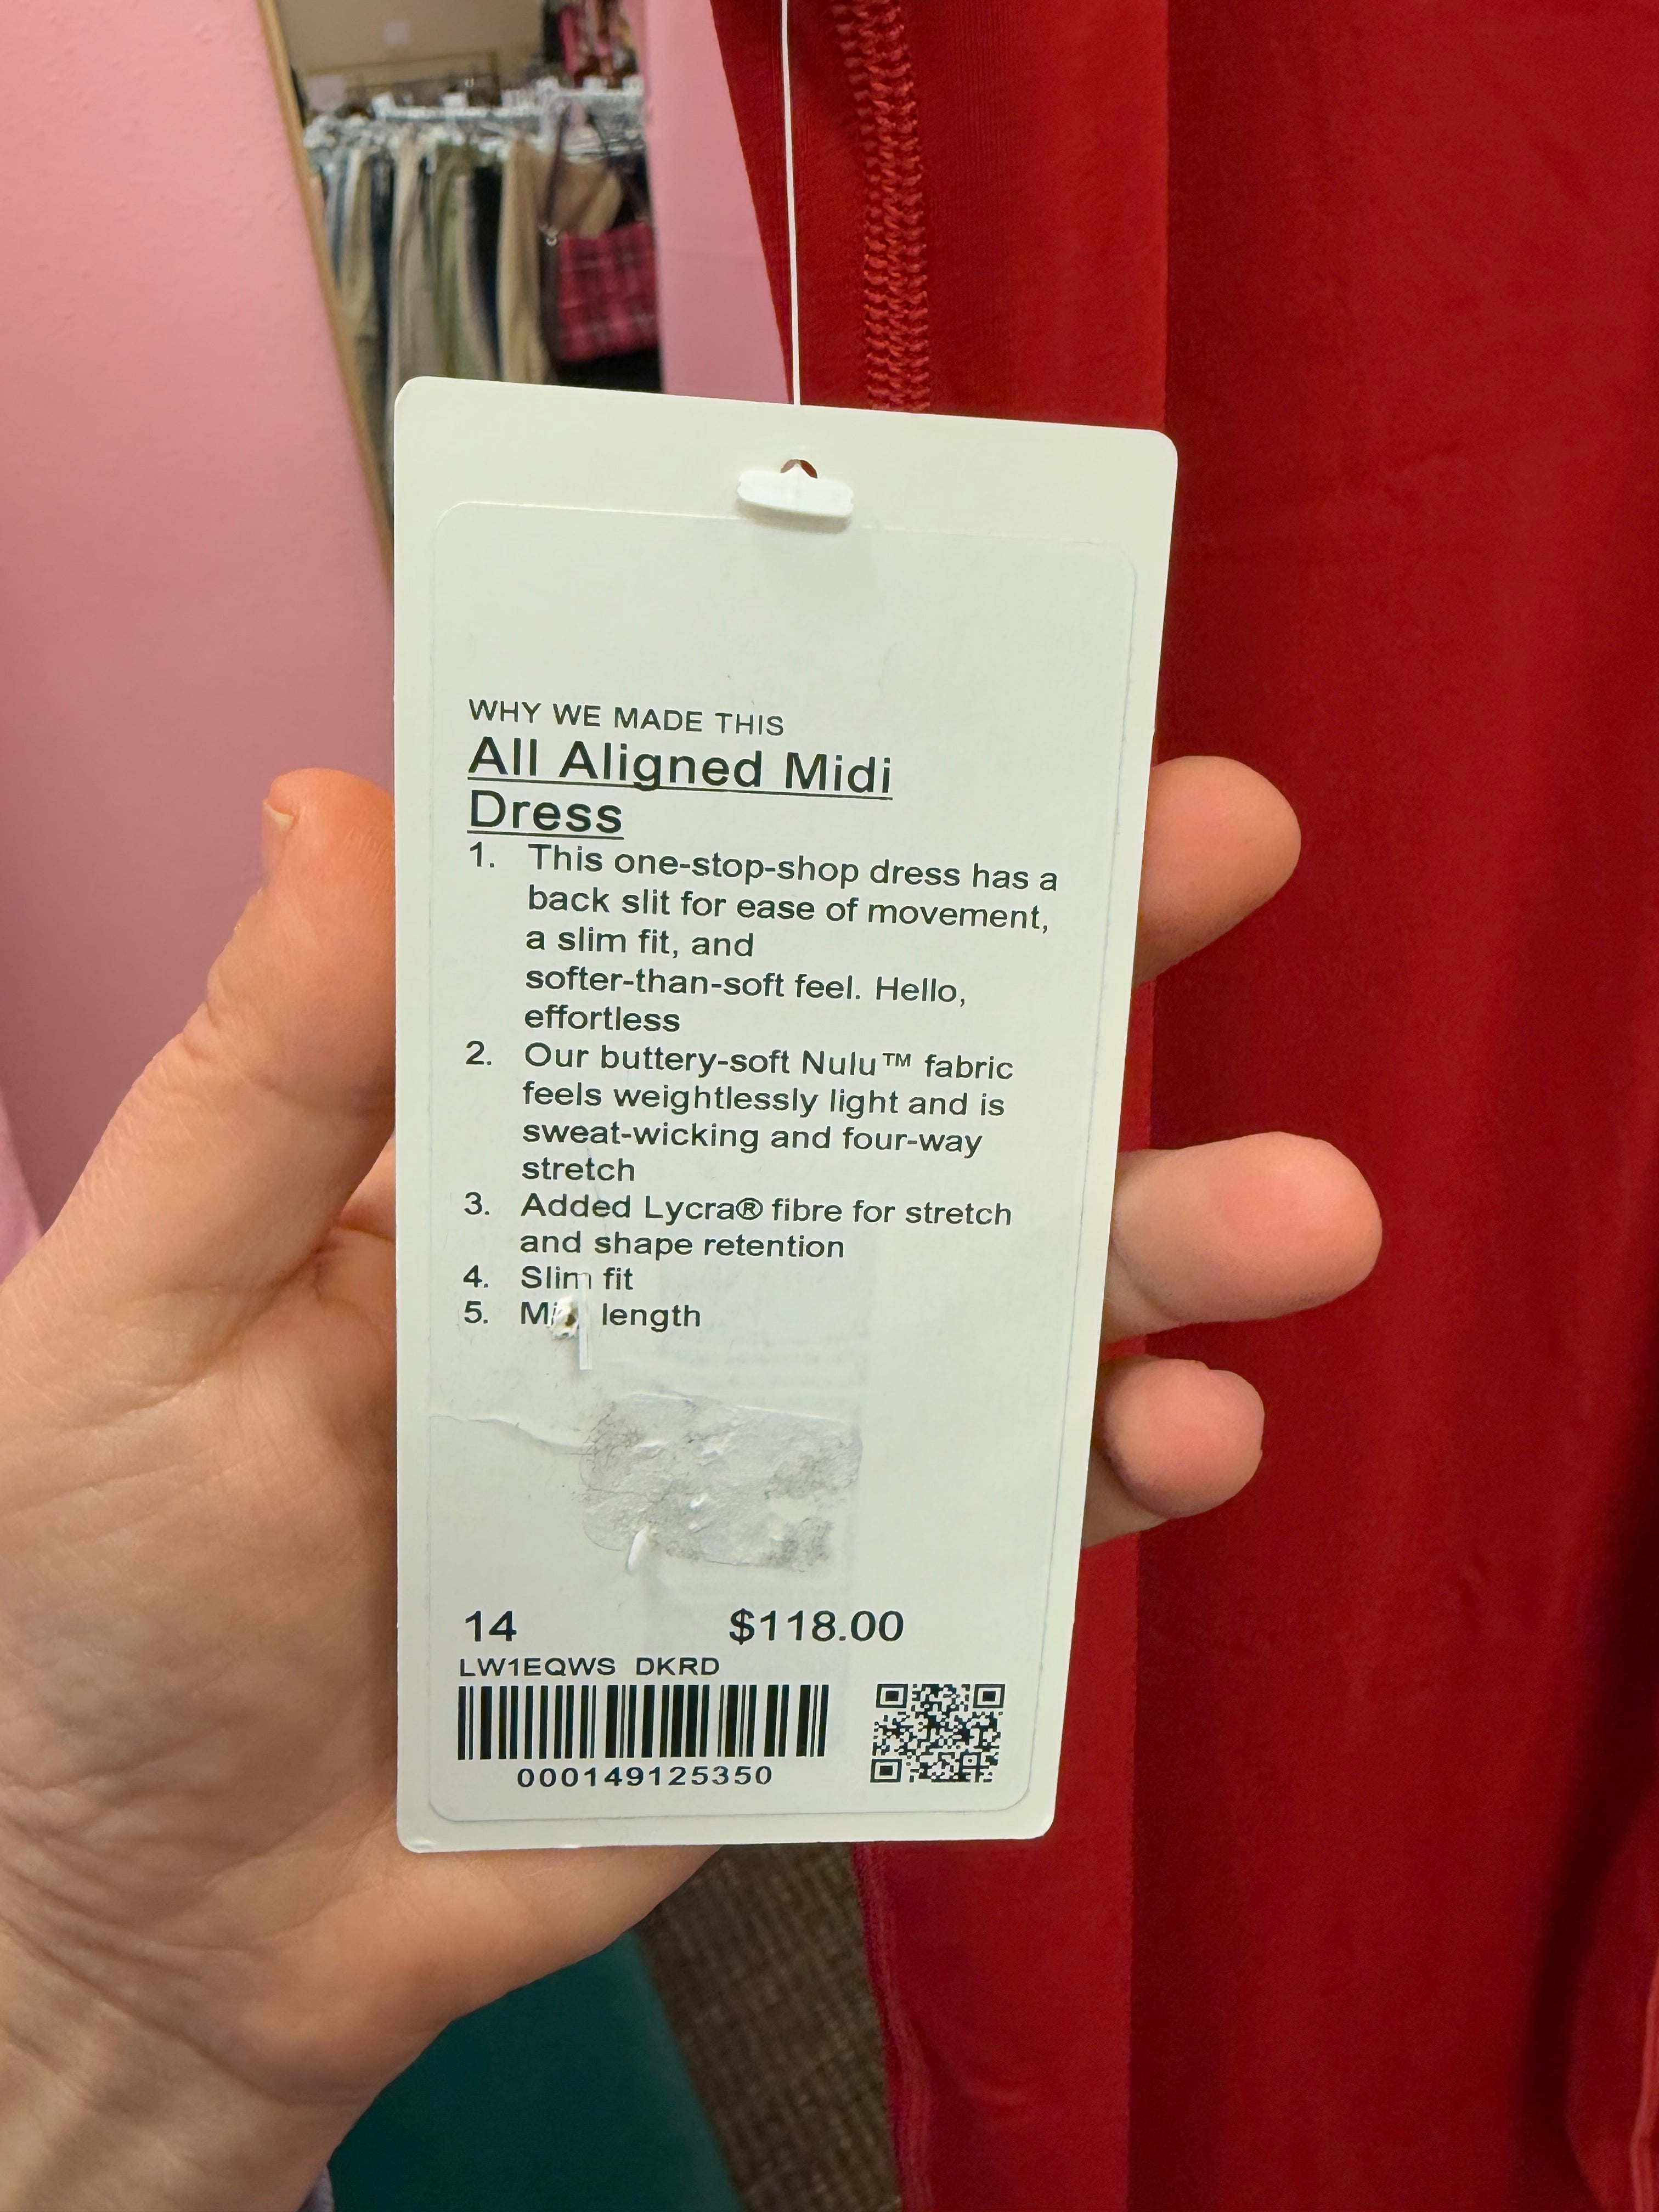 WHY WE MADE THIS
All Aligned Midi
Dress
1. This one-stop-shop dress has a
back slit for ease of movement,
a slim fit, and
softer-than-soft feel. Hello,
effortless
2. Our buttery-soft Nulu™ fabric
feels weightlessly light and is
sweat-wicking and four-way
stretch
3. Added Lycra® fibre for stretch
and shape retention
4. Slim fit
5. length
14 $118.00
LW1EQWS DKRD
000149125350